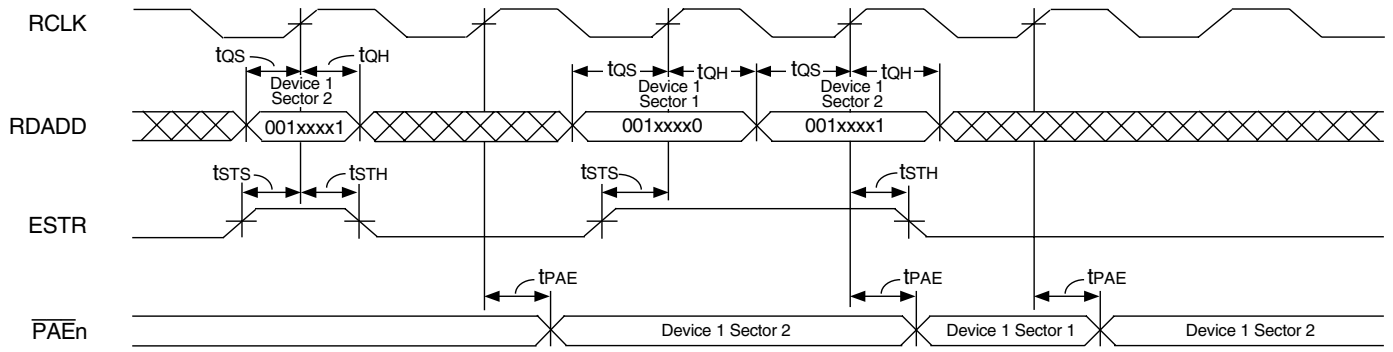 RCLK
tQS tQH tQS tQH tQS tQH
Device 1
Sector 2
Device 1
Sector 1
Device 1
Sector 2
RDADD
001xxxx1 001xxxx0 001xxxx1
tSTS tSTH tSTS tSTH
ESTR
tPAE tPAE tPAE
PAEn
Device 1 Sector 2 Device 1 Sector 1 Device 1 Sector 2